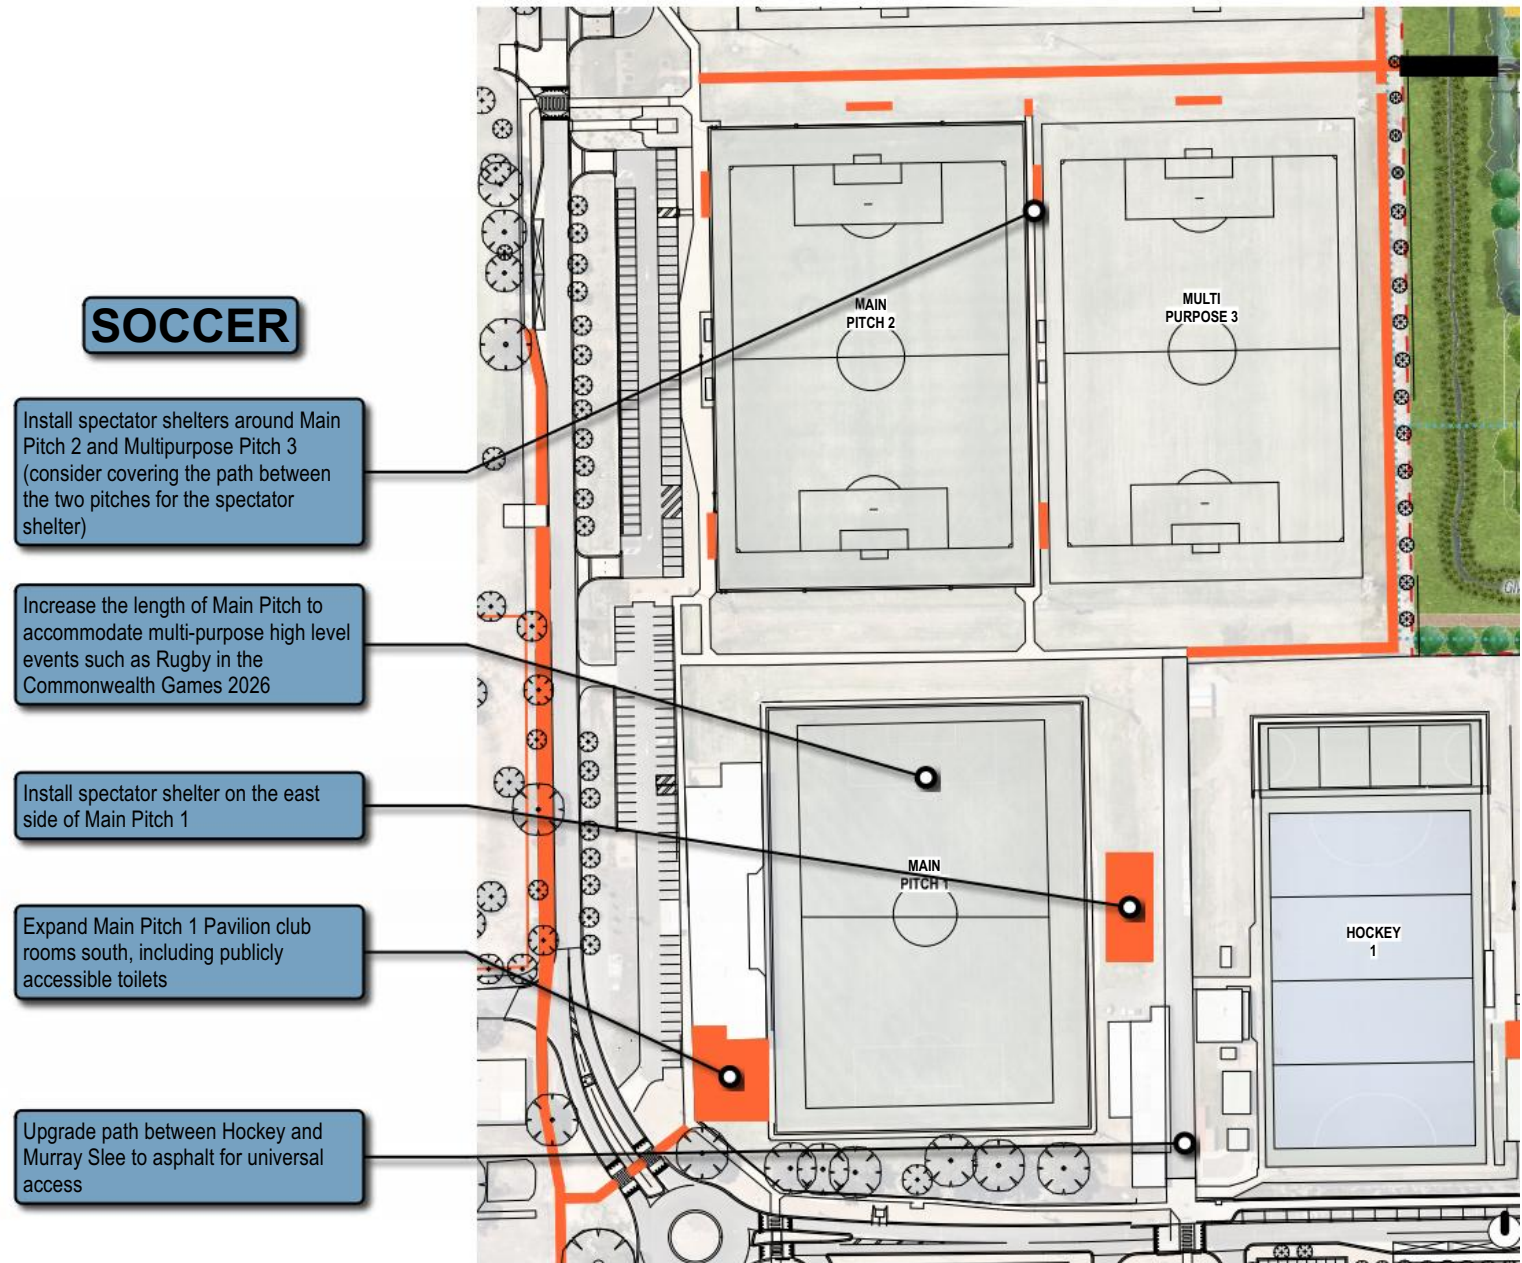 SOCCER
Install spectator shelters around Main
Pitch 2 and Multipurpose Pitch 3
(consider covering the path between
the two pitches for the spectator
shelter)
Increase the length of Main Pitch to
accommodate multi-purpose high level
events such as Rugby in the
Commonwealth Games 2026
Install spectator shelter on the east
side of Main Pitch 1
Expand Main Pitch 1 Pavilion club
rooms south, including publicly
accessible toilets
Upgrade path between Hockey and
Murray Slee to asphalt for universal
access
MAIN
PITCH 2
MULTI
PURPOSE 3
MAIN
PITCH 1
HOCKEY
1